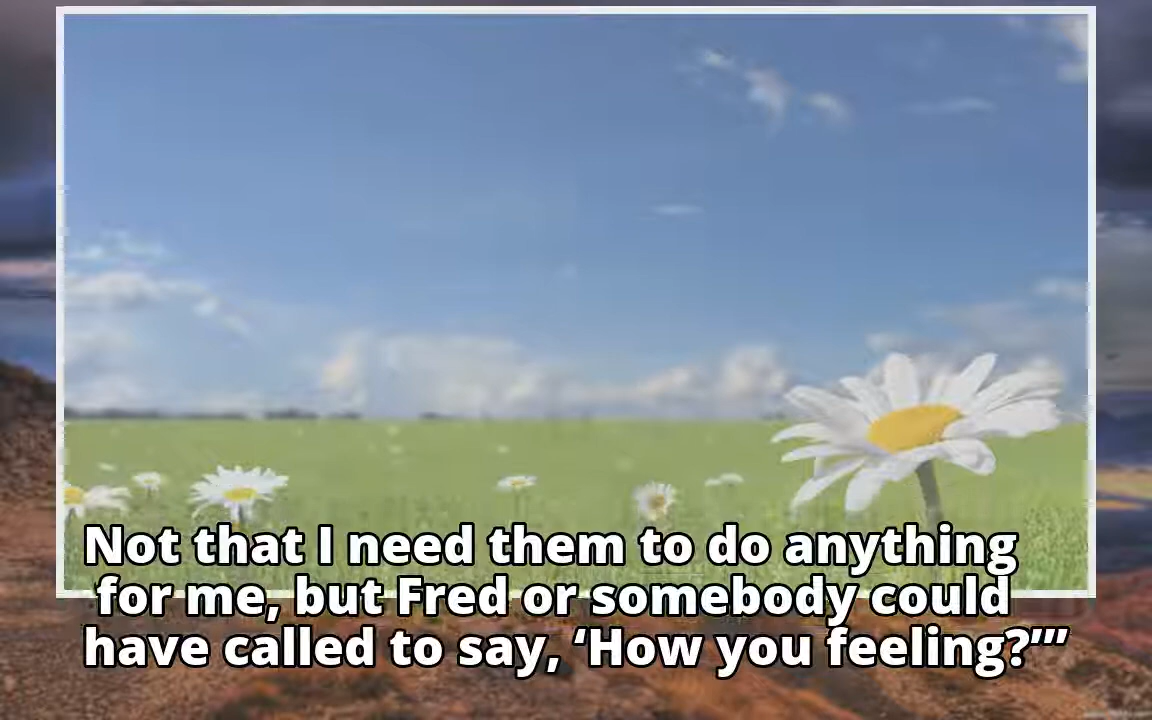 Not that I need them to do anything
for me, but Fred or somebody could
have called to say, ‘How you feeling?’”